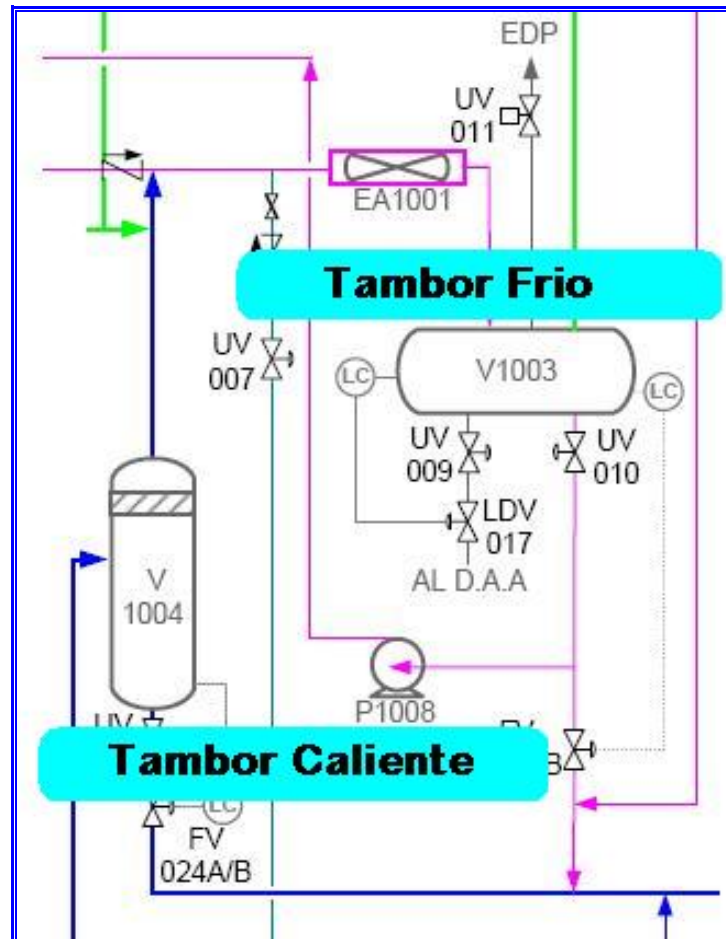 EDP
UV
011
EA1001
Tambor Frio
UV
007
LC
V1003
LC
UV
009
UV
010
LDV
017
AL D.A.A
V
1004
P1008
Tambor Caliente
LC
FV
024A/B